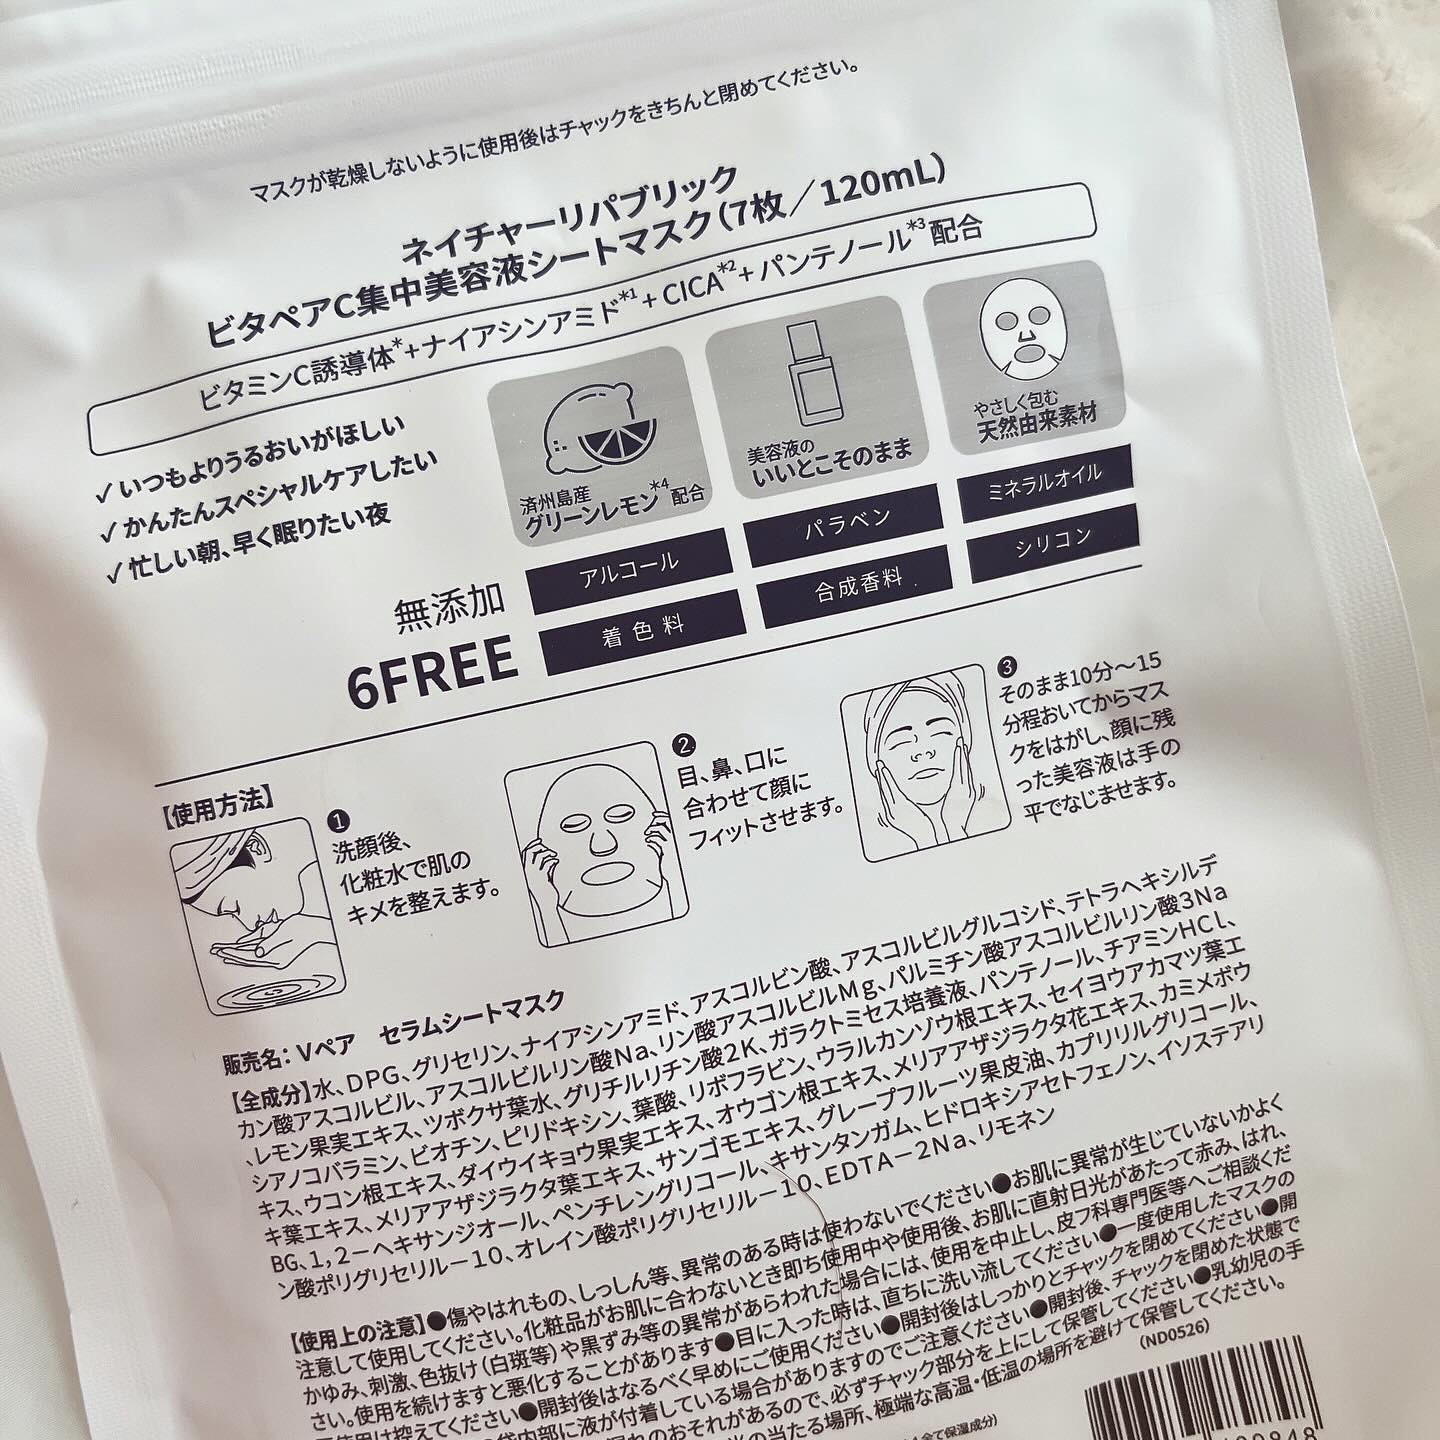 マスクが乾燥しないように使用後はチャックをきちんと閉めてください。
ネイチャーリパブリック
ビタペアC集中美容液シートマスク(7枚/120mL)
ビタミンC誘導体*+ナイアシンアミド*1+CICA*2+パンテノール*3配合
✓いつもよりうるおいがほしい
✓かんたんスペシャルケアしたい
✓忙しい朝、早く眠りたい夜
済州島産
グリーンレモン*4配合
美容液の
いいとこそのまま
やさしく包む
天然由来素材
無添加
6FREE
アルコール
パラベン
ミネラルオイル
着色料
合成香料
シリコン
【使用方法】
❶
洗顔後、
化粧水で肌の
キメを整えます。
❷
目、鼻、口に
合わせて顔に
フィットさせます。
❸
そのまま10分〜15
分程おいてからマス
クをはがし、顔に残
った美容液は手の
平でなじませます。
販売名：Vペア セラムシートマスク
【全成分】水、DPG、グリセリン、ナイアシンアミド、アスコルビン酸、アスコルビルグルコシド、テトラヘキシルデ
カン酸アスコルビル、アスコルビルリン酸Na、リン酸アスコルビルMg、パルミチン酸アスコルビルリン酸3Na
、レモン果実エキス、ツボクサ葉水、グリチルリチン酸2K、ガラクトミセス培養液、パンテノール、チアミンHCl、
シアノコバラミン、ビオチン、ピリドキシン、葉酸、リボフラビン、ウラルカンゾウ根エキス、セイヨウアカマツ葉エ
キス、ウコン根エキス、ダイウイキョウ果実エキス、オウゴン根エキス、メリアアザジラクタ花エキス、カミメボウ
キ葉エキス、メリアアザジラクタ葉エキス、サンゴモエキス、グレープフルーツ果皮油、カプリリルグリコール、
BG、1,2－ヘキサンジオール、ペンチレングリコール、キサンタンガム、ヒドロキシアセトフェノン、イソステアリ
ン酸ポリグリセリル－10、オレイン酸ポリグリセリル－10、EDTA－2Na、リモネン
【使用上の注意】●傷やはれもの、しっしん等、異常のある時は使わないでください●お肌に異常が生じていないかよく
注意して使用してください。化粧品がお肌に合わないとき即ち使用中や使用後、お肌に直射日光があたって赤み、はれ、
かゆみ、刺激、色抜け(白斑等)や黒ずみ等の異常があらわれた場合には、使用を中止し、皮フ科専門医等へご相談くだ
さい。使用を続けますと悪化することがあります●目に入った時は、直ちに洗い流してください●一度使用したマスクの
再使用は控えてください●開封後はなるべく早めにご使用ください●開封後はしっかりとチャックを閉めてください●開
袋内部に液が付着している場合がありますのでご注意ください●開封後、チャックを閉めた状態で
漏れのおそれがあるので、必ずチャック部分を上にして保管してください●乳幼児の手
の当たる場所、極端な高温・低温の場所を避けて保管してください。
(ND0526)
全て保湿成分)